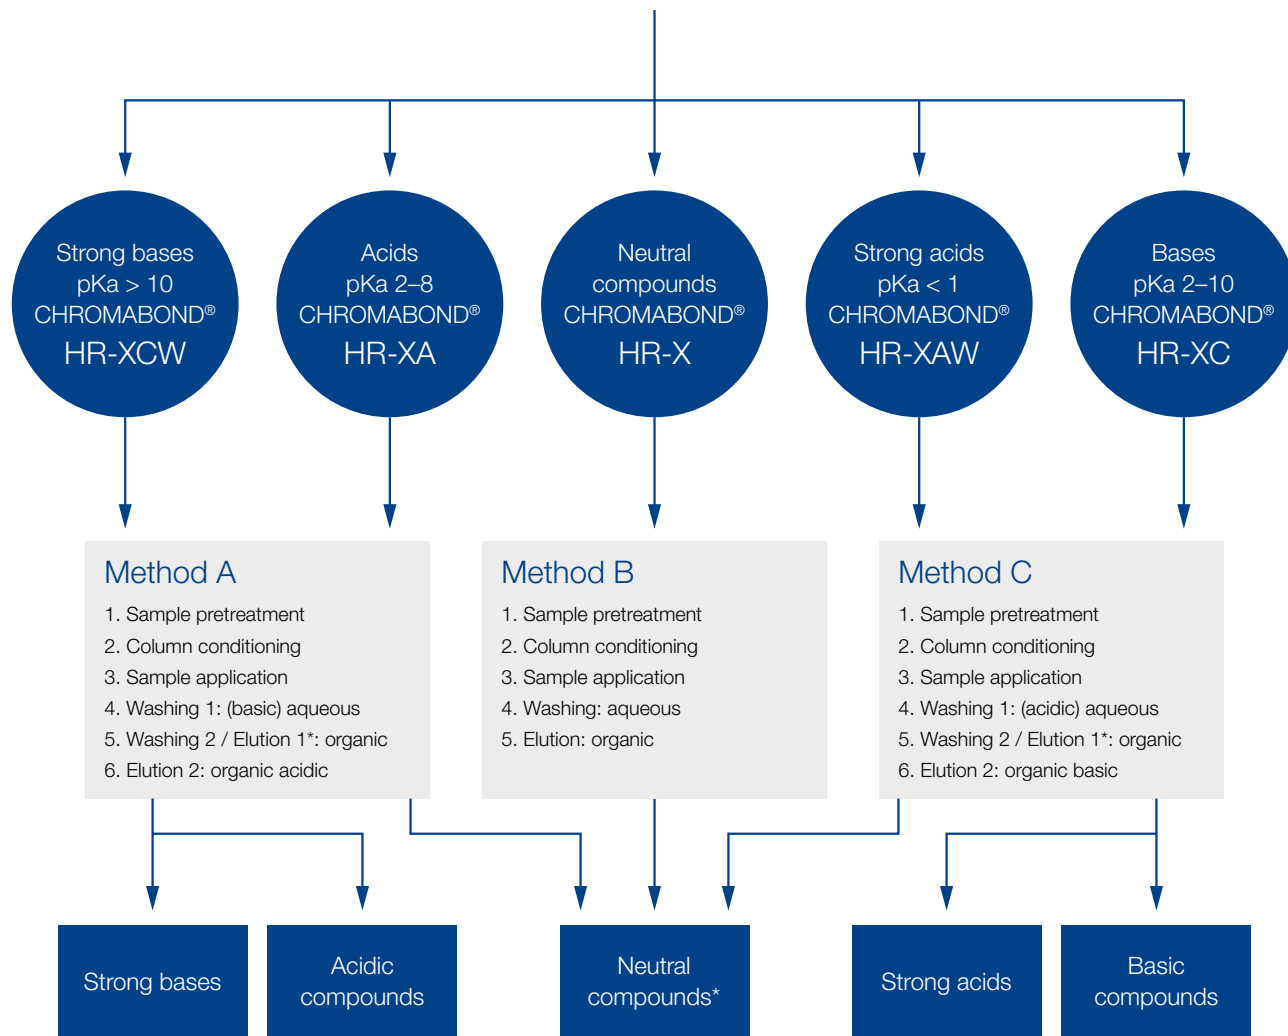 Strong bases
pKa > 10
CHROMABOND®
HR-XCW
Acids
pKa 2–8
CHROMABOND®
HR-XA
Neutral
compounds
CHROMABOND®
HR-X
Strong acids
pKa < 1
CHROMABOND®
HR-XAW
Bases
pKa 2–10
CHROMABOND®
HR-XC
Method A
1. Sample pretreatment
2. Column conditioning
3. Sample application
4. Washing 1: (basic) aqueous
5. Washing 2 / Elution 1*: organic
6. Elution 2: organic acidic
Method B
1. Sample pretreatment
2. Column conditioning
3. Sample application
4. Washing: aqueous
5. Elution: organic
Method C
1. Sample pretreatment
2. Column conditioning
3. Sample application
4. Washing 1: (acidic) aqueous
5. Washing 2 / Elution 1*: organic
6. Elution 2: organic basic
Strong bases
Acidic
compounds
Neutral
compounds*
Strong acids
Basic
compounds